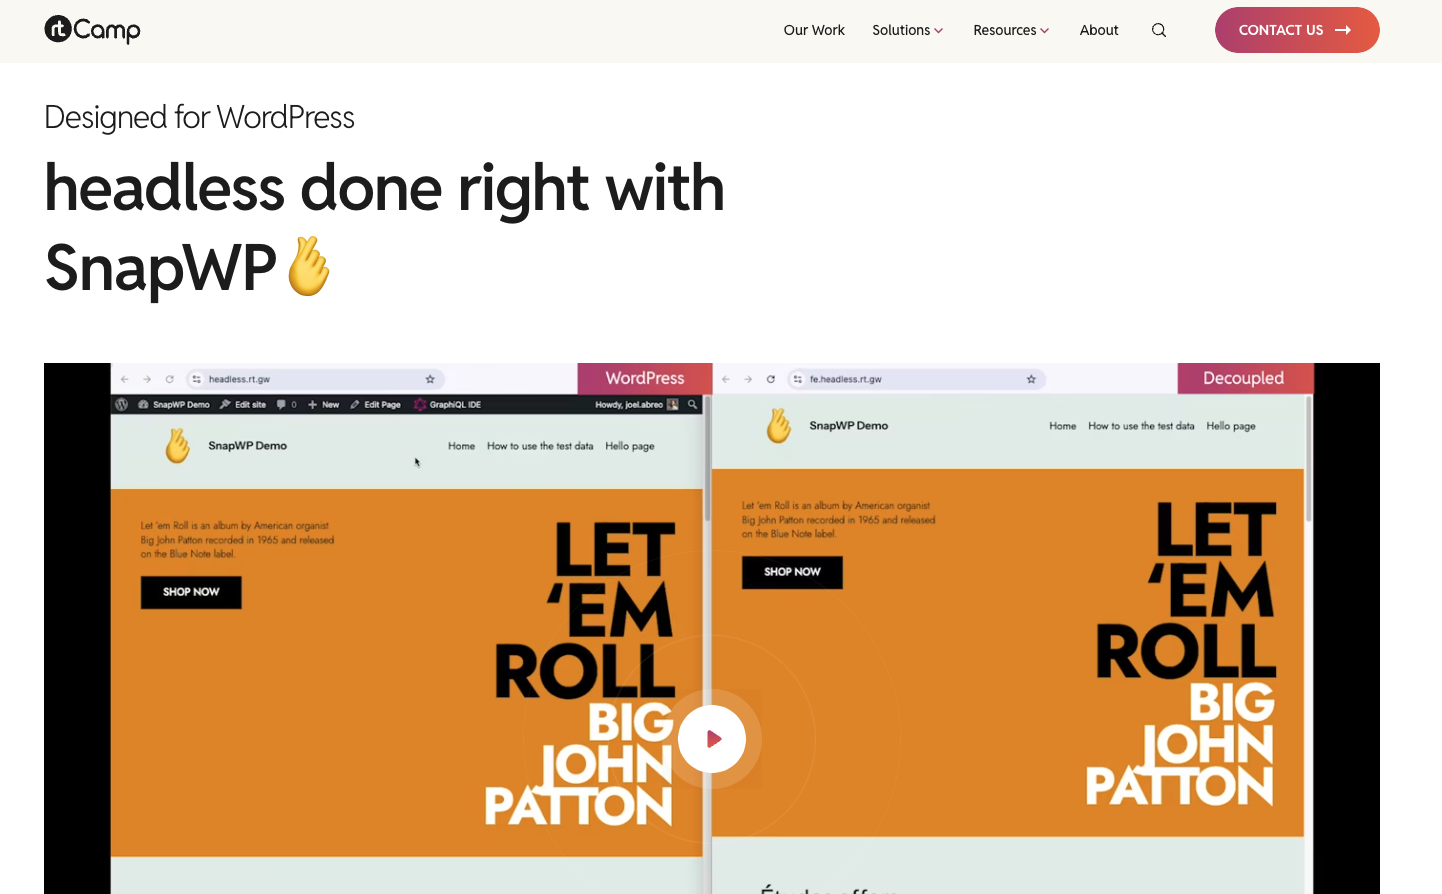 rtCamp
Our Work
Solutions
Resources
About
CONTACT US
Designed for WordPress
headless done right with
SnapWP
headless.rt.gw
WordPress
SnapWP Demo
Edit site
0
New
Edit Page
GraphiQL IDE
Howdy, joel.abreo
SnapWP Demo
Home
How to use the test data
Hello page
Let ‘em Roll is an album by American organist
Big John Patton recorded in 1965 and released
on the Blue Note label.
SHOP NOW
LET
‘EM
ROLL
BIG
JOHN
PATTON
fe.headless.rt.gw
Decoupled
SnapWP Demo
Home
How to use the test data
Hello page
Let ‘em Roll is an album by American organist
Big John Patton recorded in 1965 and released
on the Blue Note label.
SHOP NOW
LET
‘EM
ROLL
BIG
JOHN
PATTON